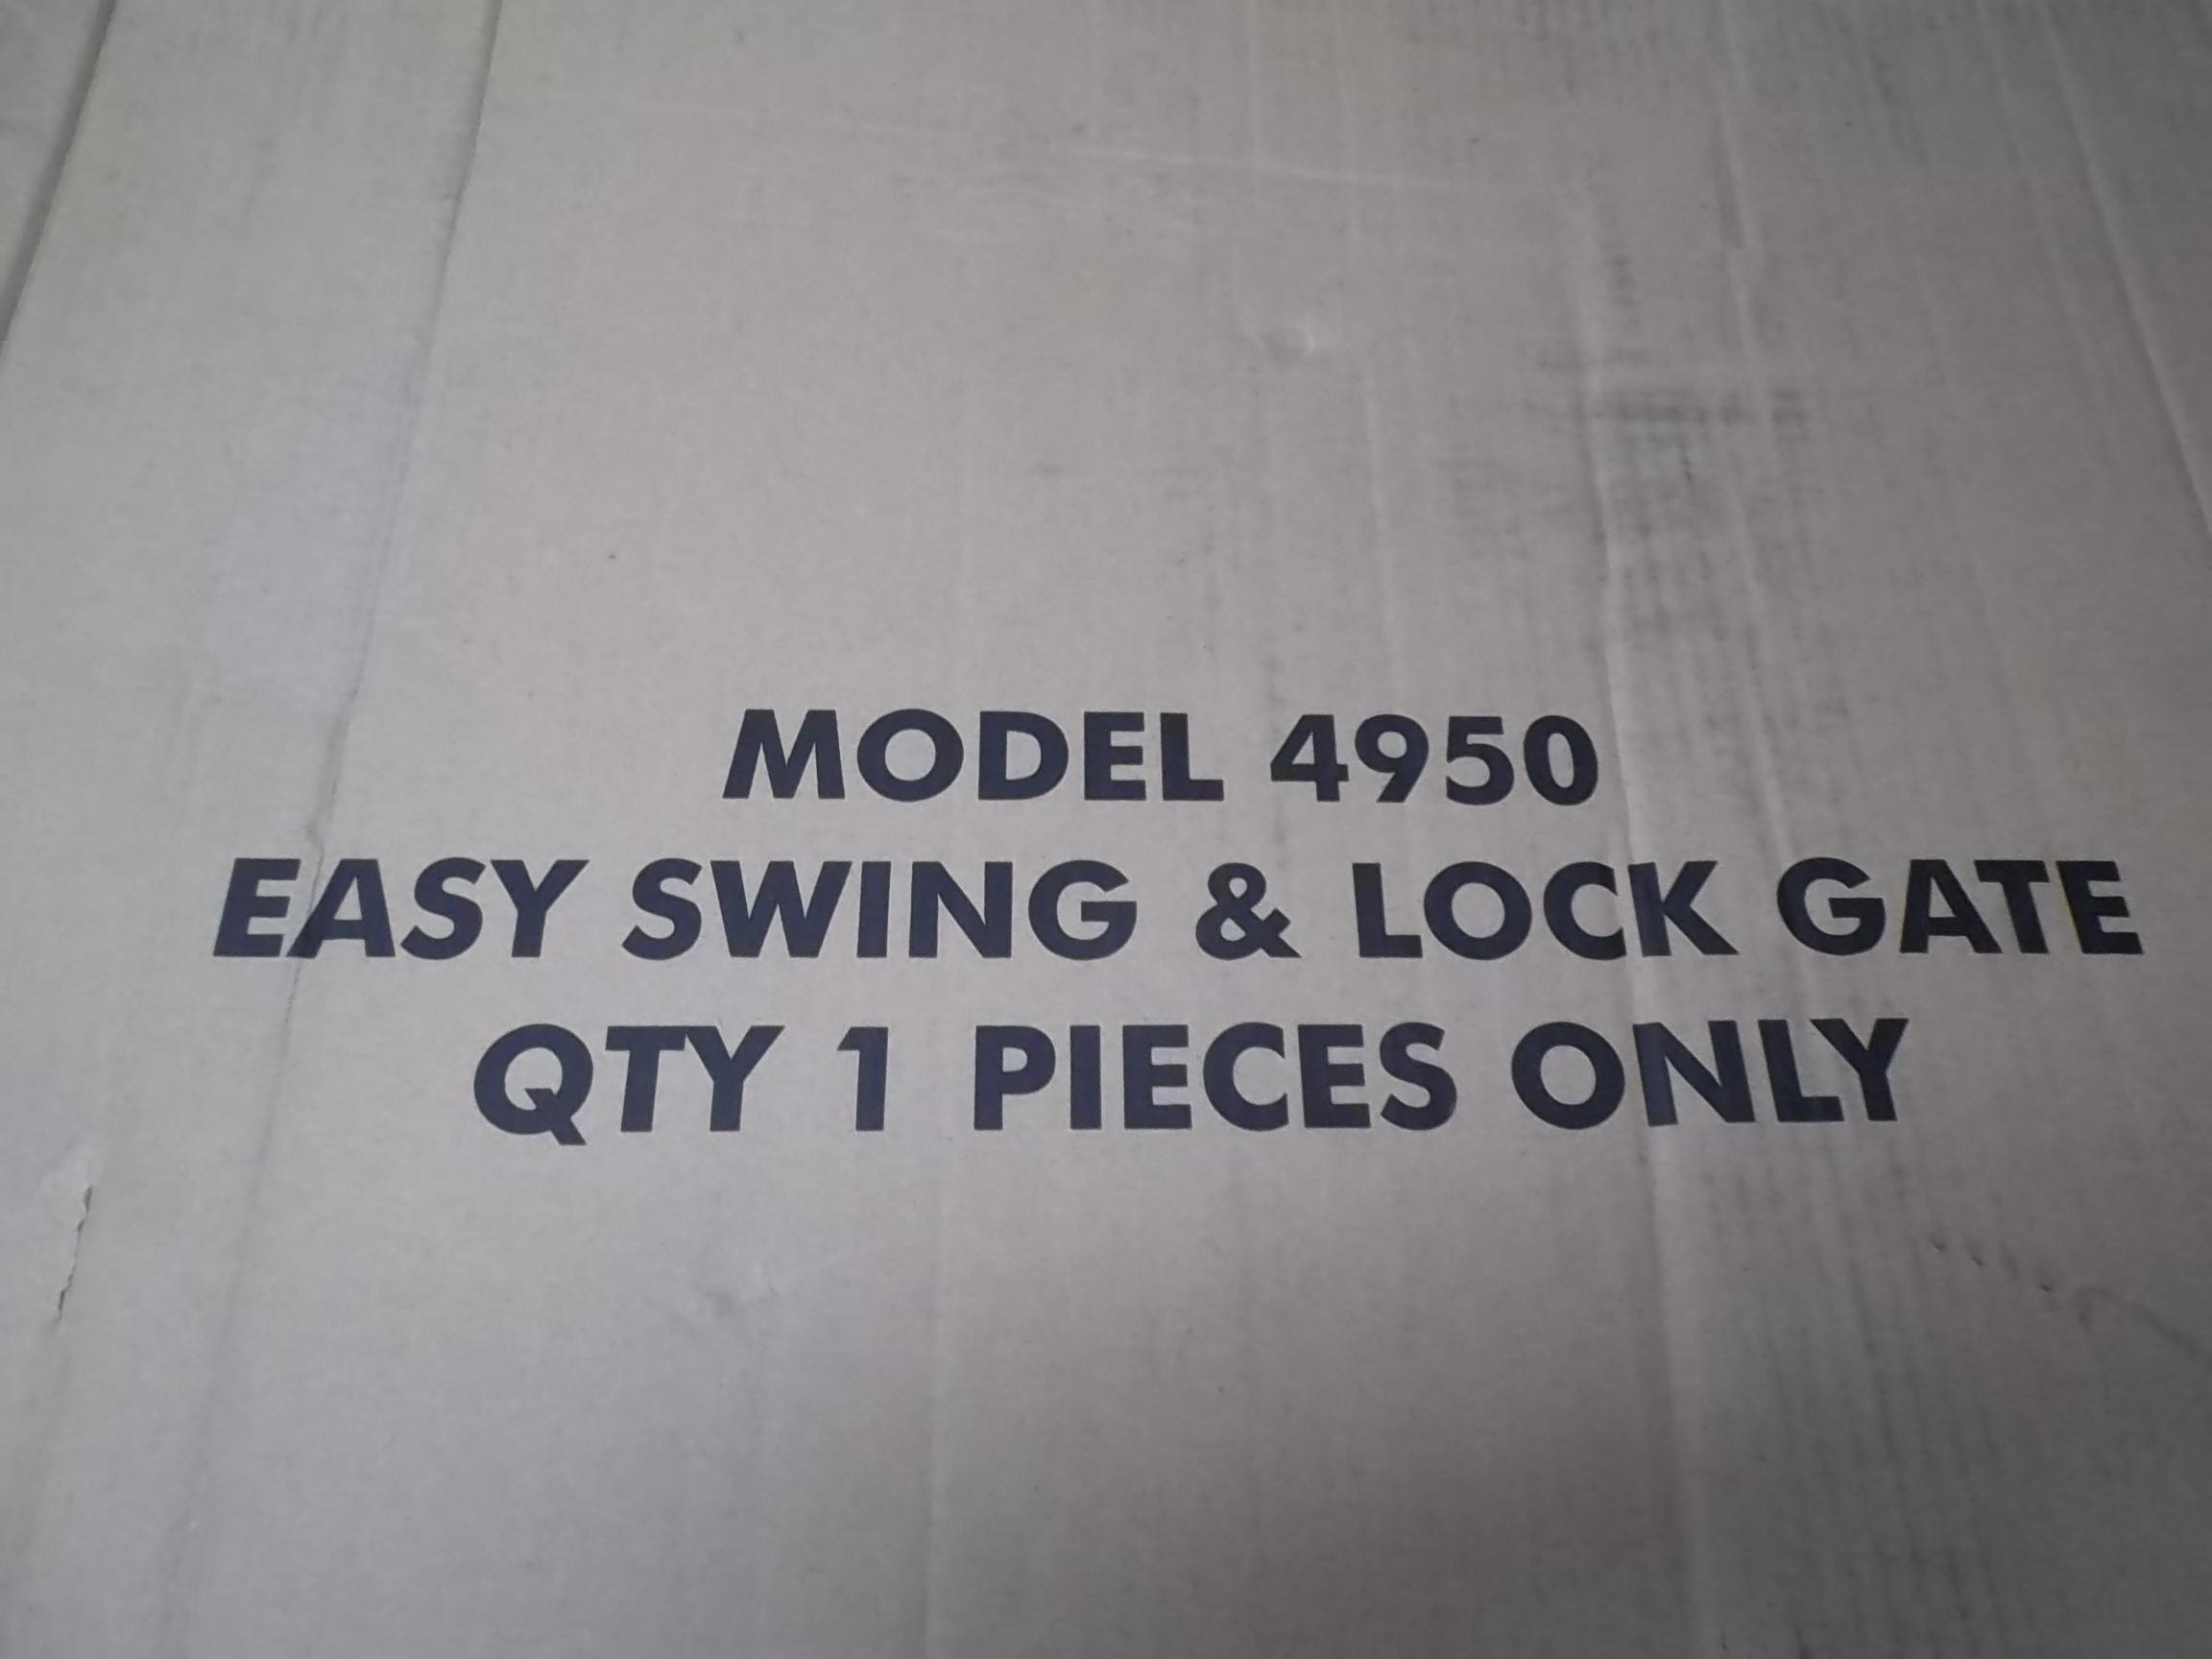 MODEL 4950
EASY SWING & LOCK GATE
QTY 1 PIECES ONLY